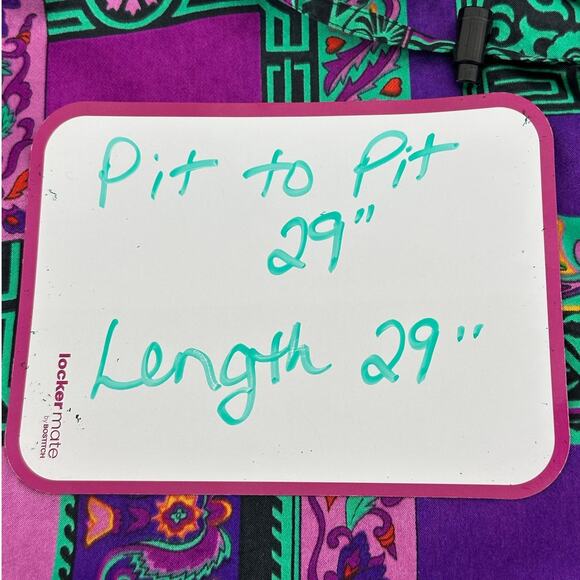 Pit to Pit
29"
Length 29"
lockermate
by BOSTITCH